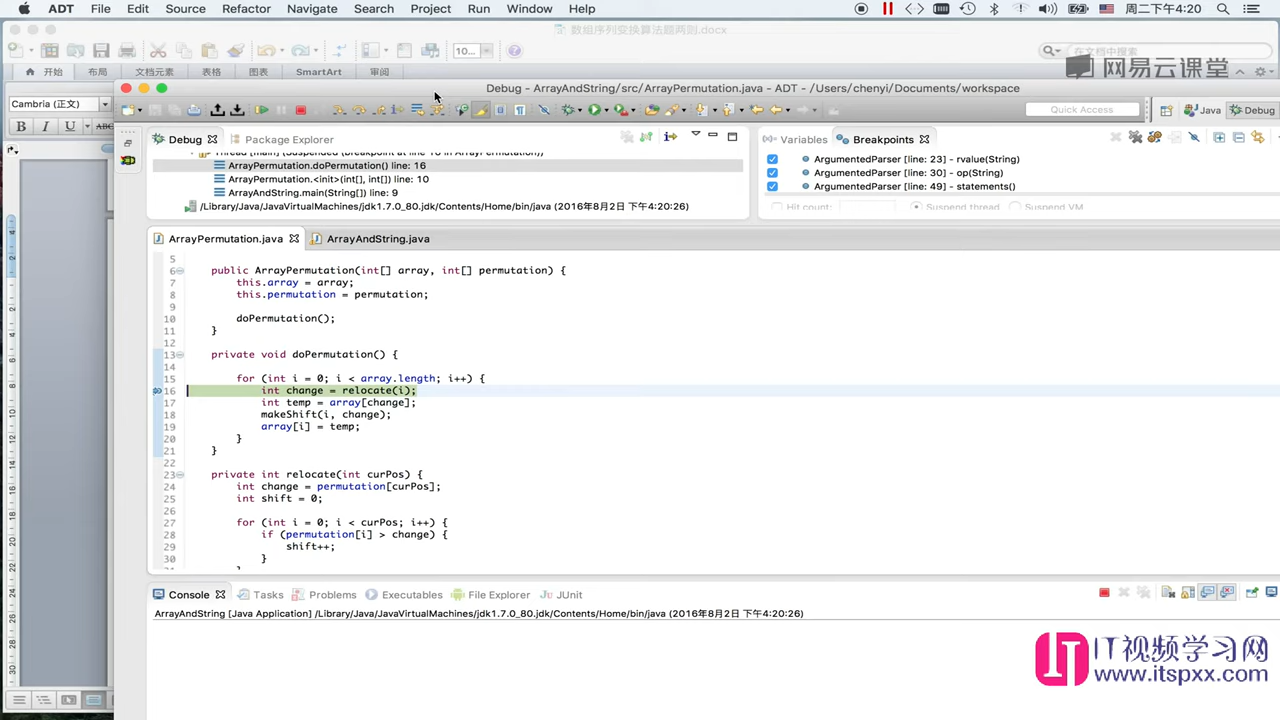 ADT File Edit Source Refactor Navigate Search Project Run Window Help 周二下午4:20
数组序列变换算法题两则.docx
10... 在文档中搜索
开始 布局 文档元素 表格 图表 SmartArt 审阅
网易云课堂
Cambria (正文)
B I U ABC
Debug - ArrayAndString/src/ArrayPermutation.java - ADT - /Users/chenyi/Documents/workspace
Quick Access Java Debug
Debug Package Explorer
ArrayPermutation.doPermutation() line: 16
ArrayPermutation.<init>(int[], int[]) line: 10
ArrayAndString.main(String[]) line: 9
/Library/Java/JavaVirtualMachines/jdk1.7.0_80.jdk/Contents/Home/bin/java (2016年8月2日 下午4:20:26)
Variables Breakpoints
ArgumentedParser [line: 23] - rvalue(String)
ArgumentedParser [line: 30] - op(String)
ArgumentedParser [line: 49] - statements()
Hit count: Suspend thread Suspend VM
ArrayPermutation.java ArrayAndString.java
5
6 public ArrayPermutation(int[] array, int[] permutation) {
7 this.array = array;
8 this.permutation = permutation;
9
10 doPermutation();
11 }
12
13 private void doPermutation() {
14
15 for (int i = 0; i < array.length; i++) {
16 int change = relocate(i);
17 int temp = array[change];
18 makeShift(i, change);
19 array[i] = temp;
20 }
21 }
22
23 private int relocate(int curPos) {
24 int change = permutation[curPos];
25 int shift = 0;
26
27 for (int i = 0; i < curPos; i++) {
28 if (permutation[i] > change) {
29 shift++;
30 }
Console Tasks Problems Executables File Explorer JUnit
ArrayAndString [Java Application] /Library/Java/JavaVirtualMachines/jdk1.7.0_80.jdk/Contents/Home/bin/java (2016年8月2日 下午4:20:26)
IT视频学习网
www.itspxx.com